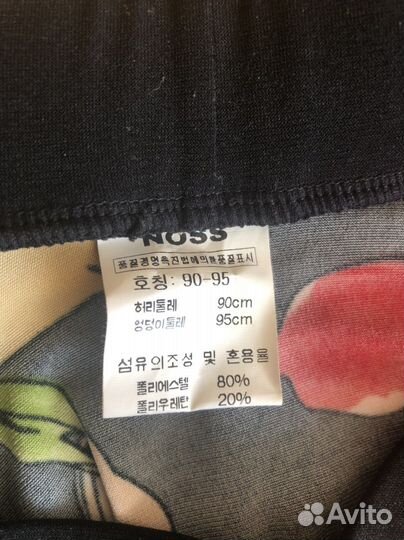 NOSS
품질경영촉진법에의한품질표시
호칭: 90-95
허리둘레 90cm
엉덩이둘레 95cm
섬유의조성 및 혼용율
폴리에스텔 80%
폴리우레탄 20%
Avito